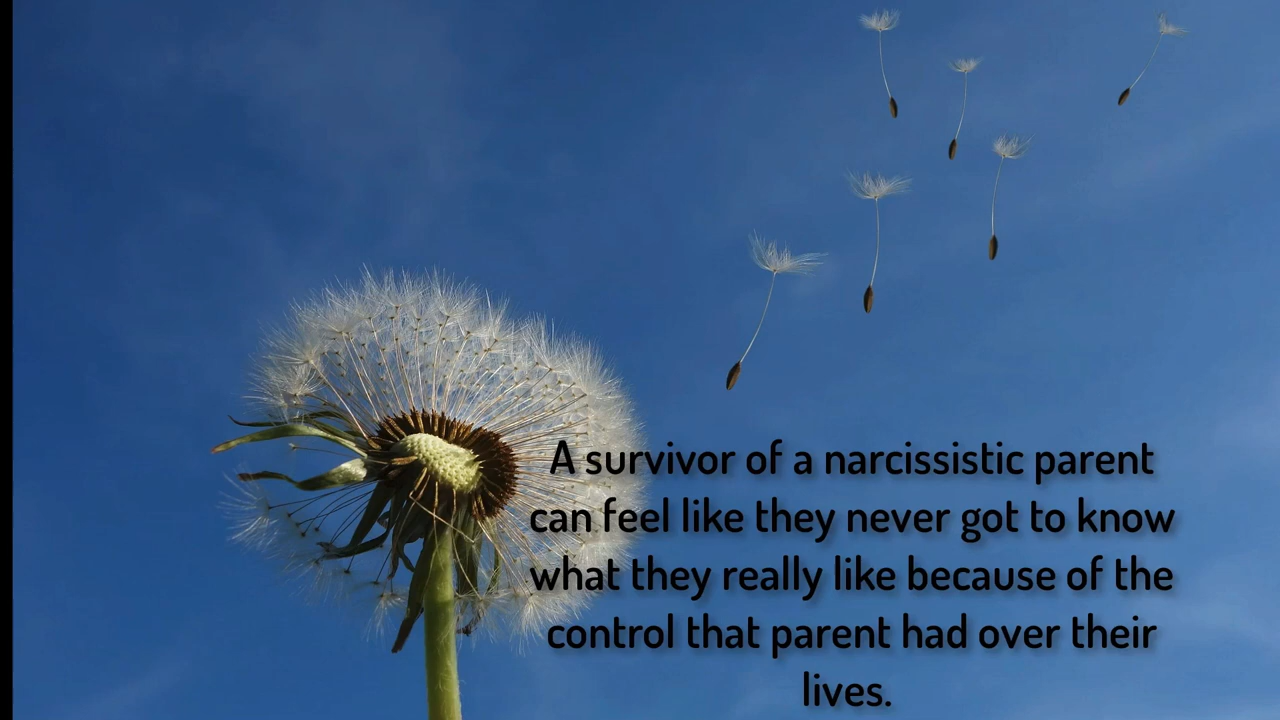 A survivor of a narcissistic parent
can feel like they never got to know
what they really like because of the
control that parent had over their
lives.